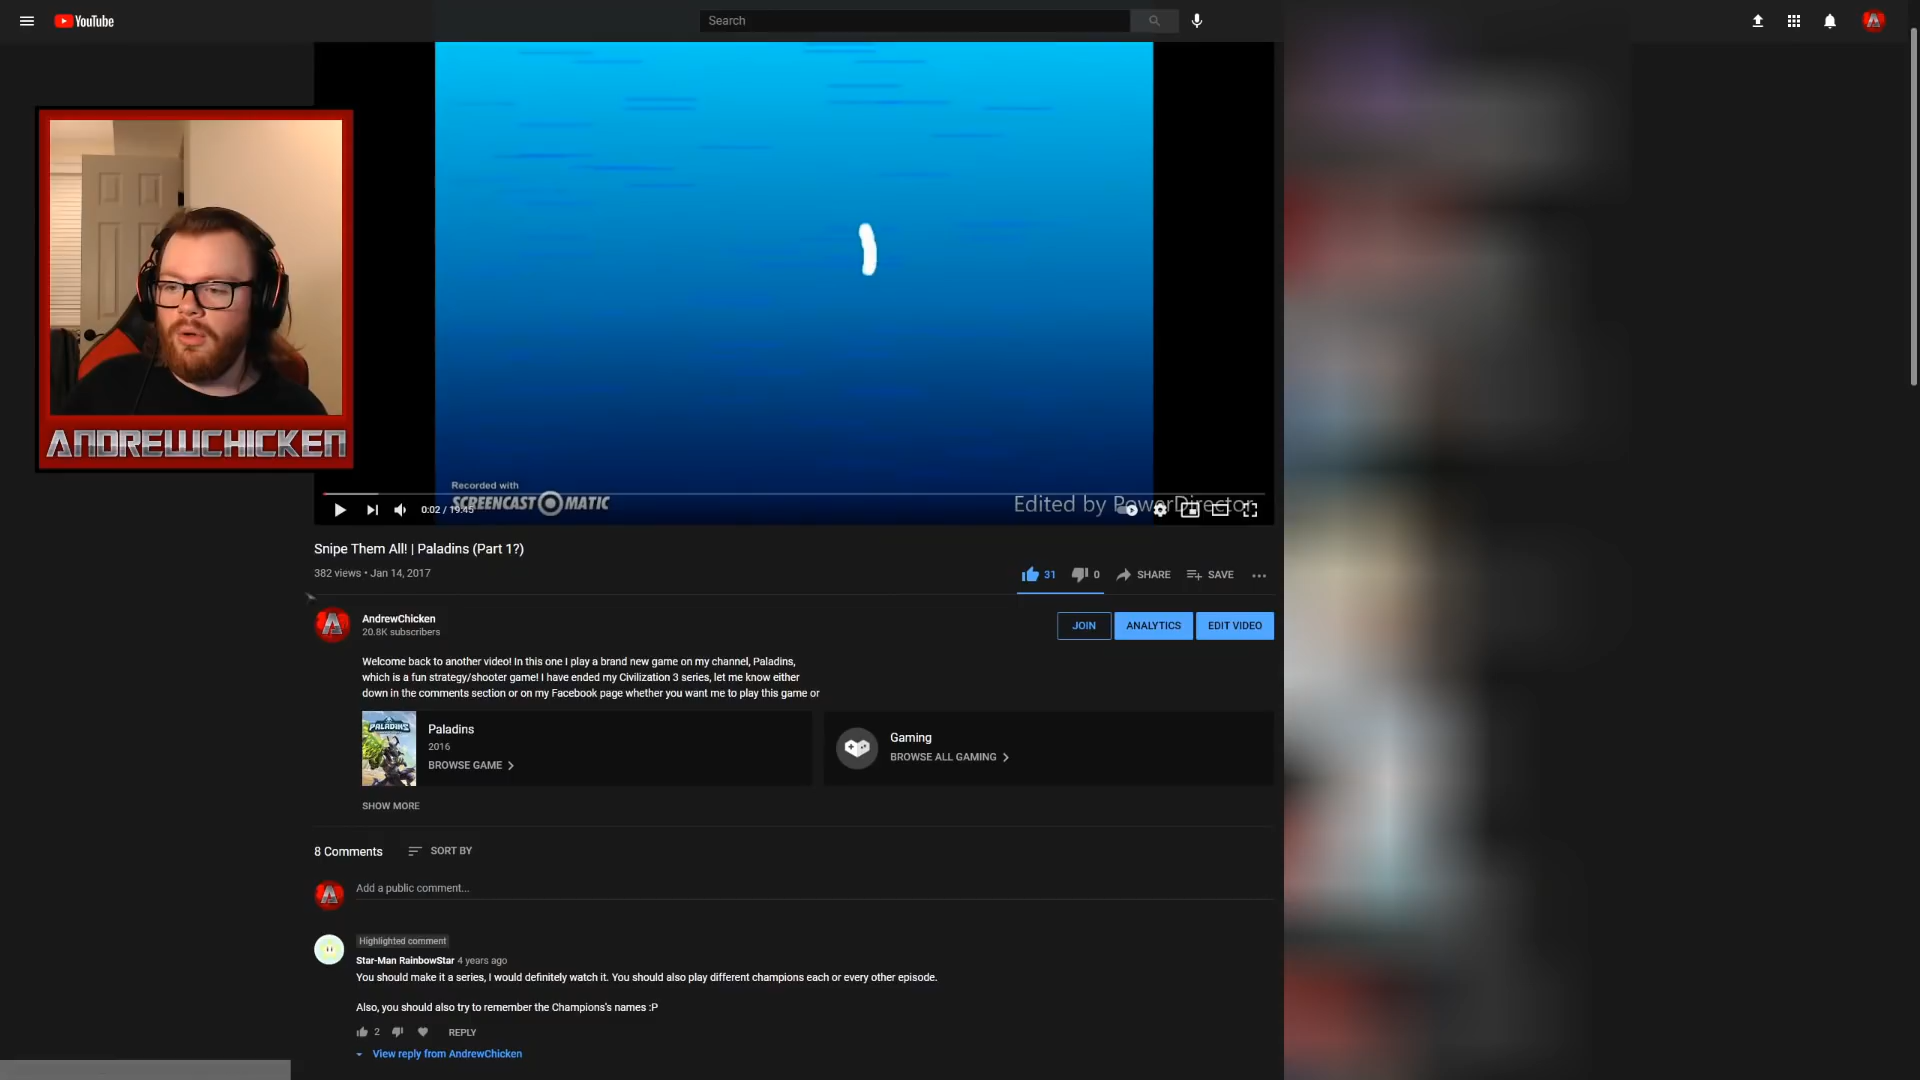 YouTube
Search
ANDREWCHICKEN
Recorded with
SCREENCAST MATIC
Edited by PowerDirector
0:02 / 19:45
Snipe Them All! | Paladins (Part 1?)
382 views • Jan 14, 2017
31
0
SHARE
SAVE
AndrewChicken
20.8K subscribers
JOIN
ANALYTICS
EDIT VIDEO
Welcome back to another video! In this one I play a brand new game on my channel, Paladins,
which is a fun strategy/shooter game! I have ended my Civilization 3 series, let me know either
down in the comments section or on my Facebook page whether you want me to play this game or
PALADINS
Paladins
2016
BROWSE GAME
Gaming
BROWSE ALL GAMING
SHOW MORE
8 Comments
SORT BY
Add a public comment...
Highlighted comment
Star-Man RainbowStar 4 years ago
You should make it a series, I would definitely watch it. You should also play different champions each or every other episode.
Also, you should also try to remember the Champions's names :P
2
REPLY
View reply from AndrewChicken